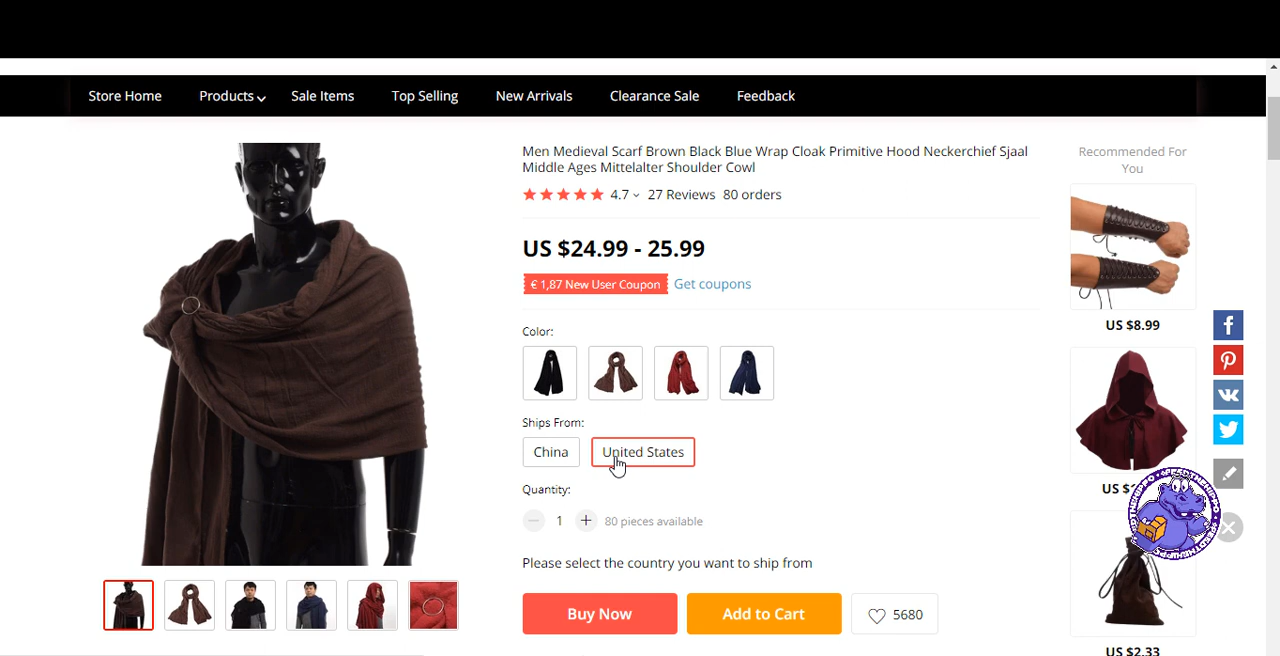 Store Home Products Sale Items Top Selling New Arrivals Clearance Sale Feedback
Men Medieval Scarf Brown Black Blue Wrap Cloak Primitive Hood Neckerchief Sjaal
Middle Ages Mittelalter Shoulder Cowl
4.7 27 Reviews 80 orders
US $24.99 - 25.99
€ 1,87 New User Coupon Get coupons
Color:
Ships From:
China United States
Quantity:
1 80 pieces available
Please select the country you want to ship from
Buy Now Add to Cart 5680
Recommended For
You
US $8.99
US $1
US $2.33